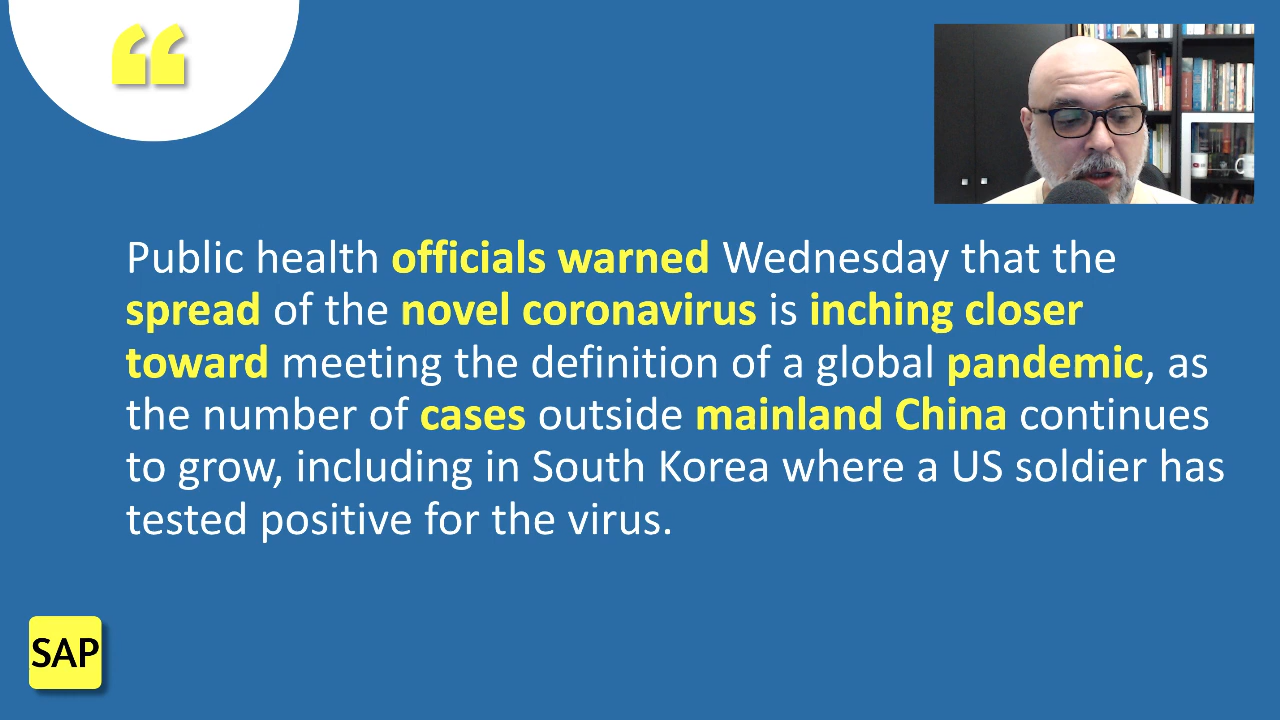 “
Public health officials warned Wednesday that the
spread of the novel coronavirus is inching closer
toward meeting the definition of a global pandemic, as
the number of cases outside mainland China continues
to grow, including in South Korea where a US soldier has
tested positive for the virus.
SAP